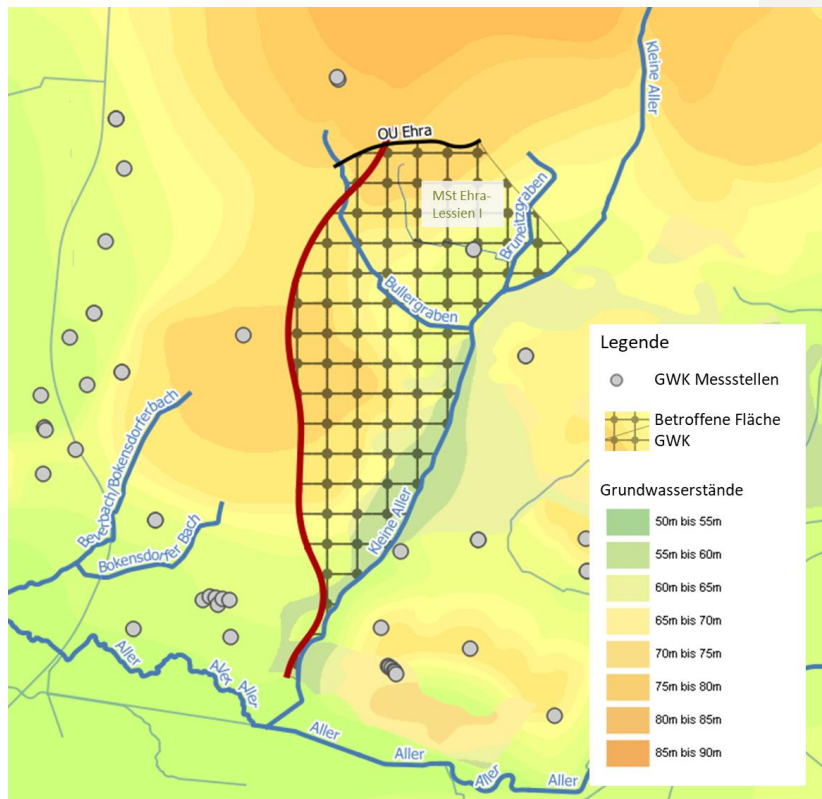 Kleine Aller
OU Ehra
MSt Ehra-
Lessien I
Bruneitzgraben
Bullergraben
Beverbach/Bokensdorferbach
Bokensdorfer Bach
Kleine Aller
Aller
Aller
Aller
Aller
Aller
Aller
Aller
Legende
GWK Messstellen
Betroffene Fläche
GWK
Grundwasserstände
50m bis 55m
55m bis 60m
60m bis 65m
65m bis 70m
70m bis 75m
75m bis 80m
80m bis 85m
85m bis 90m